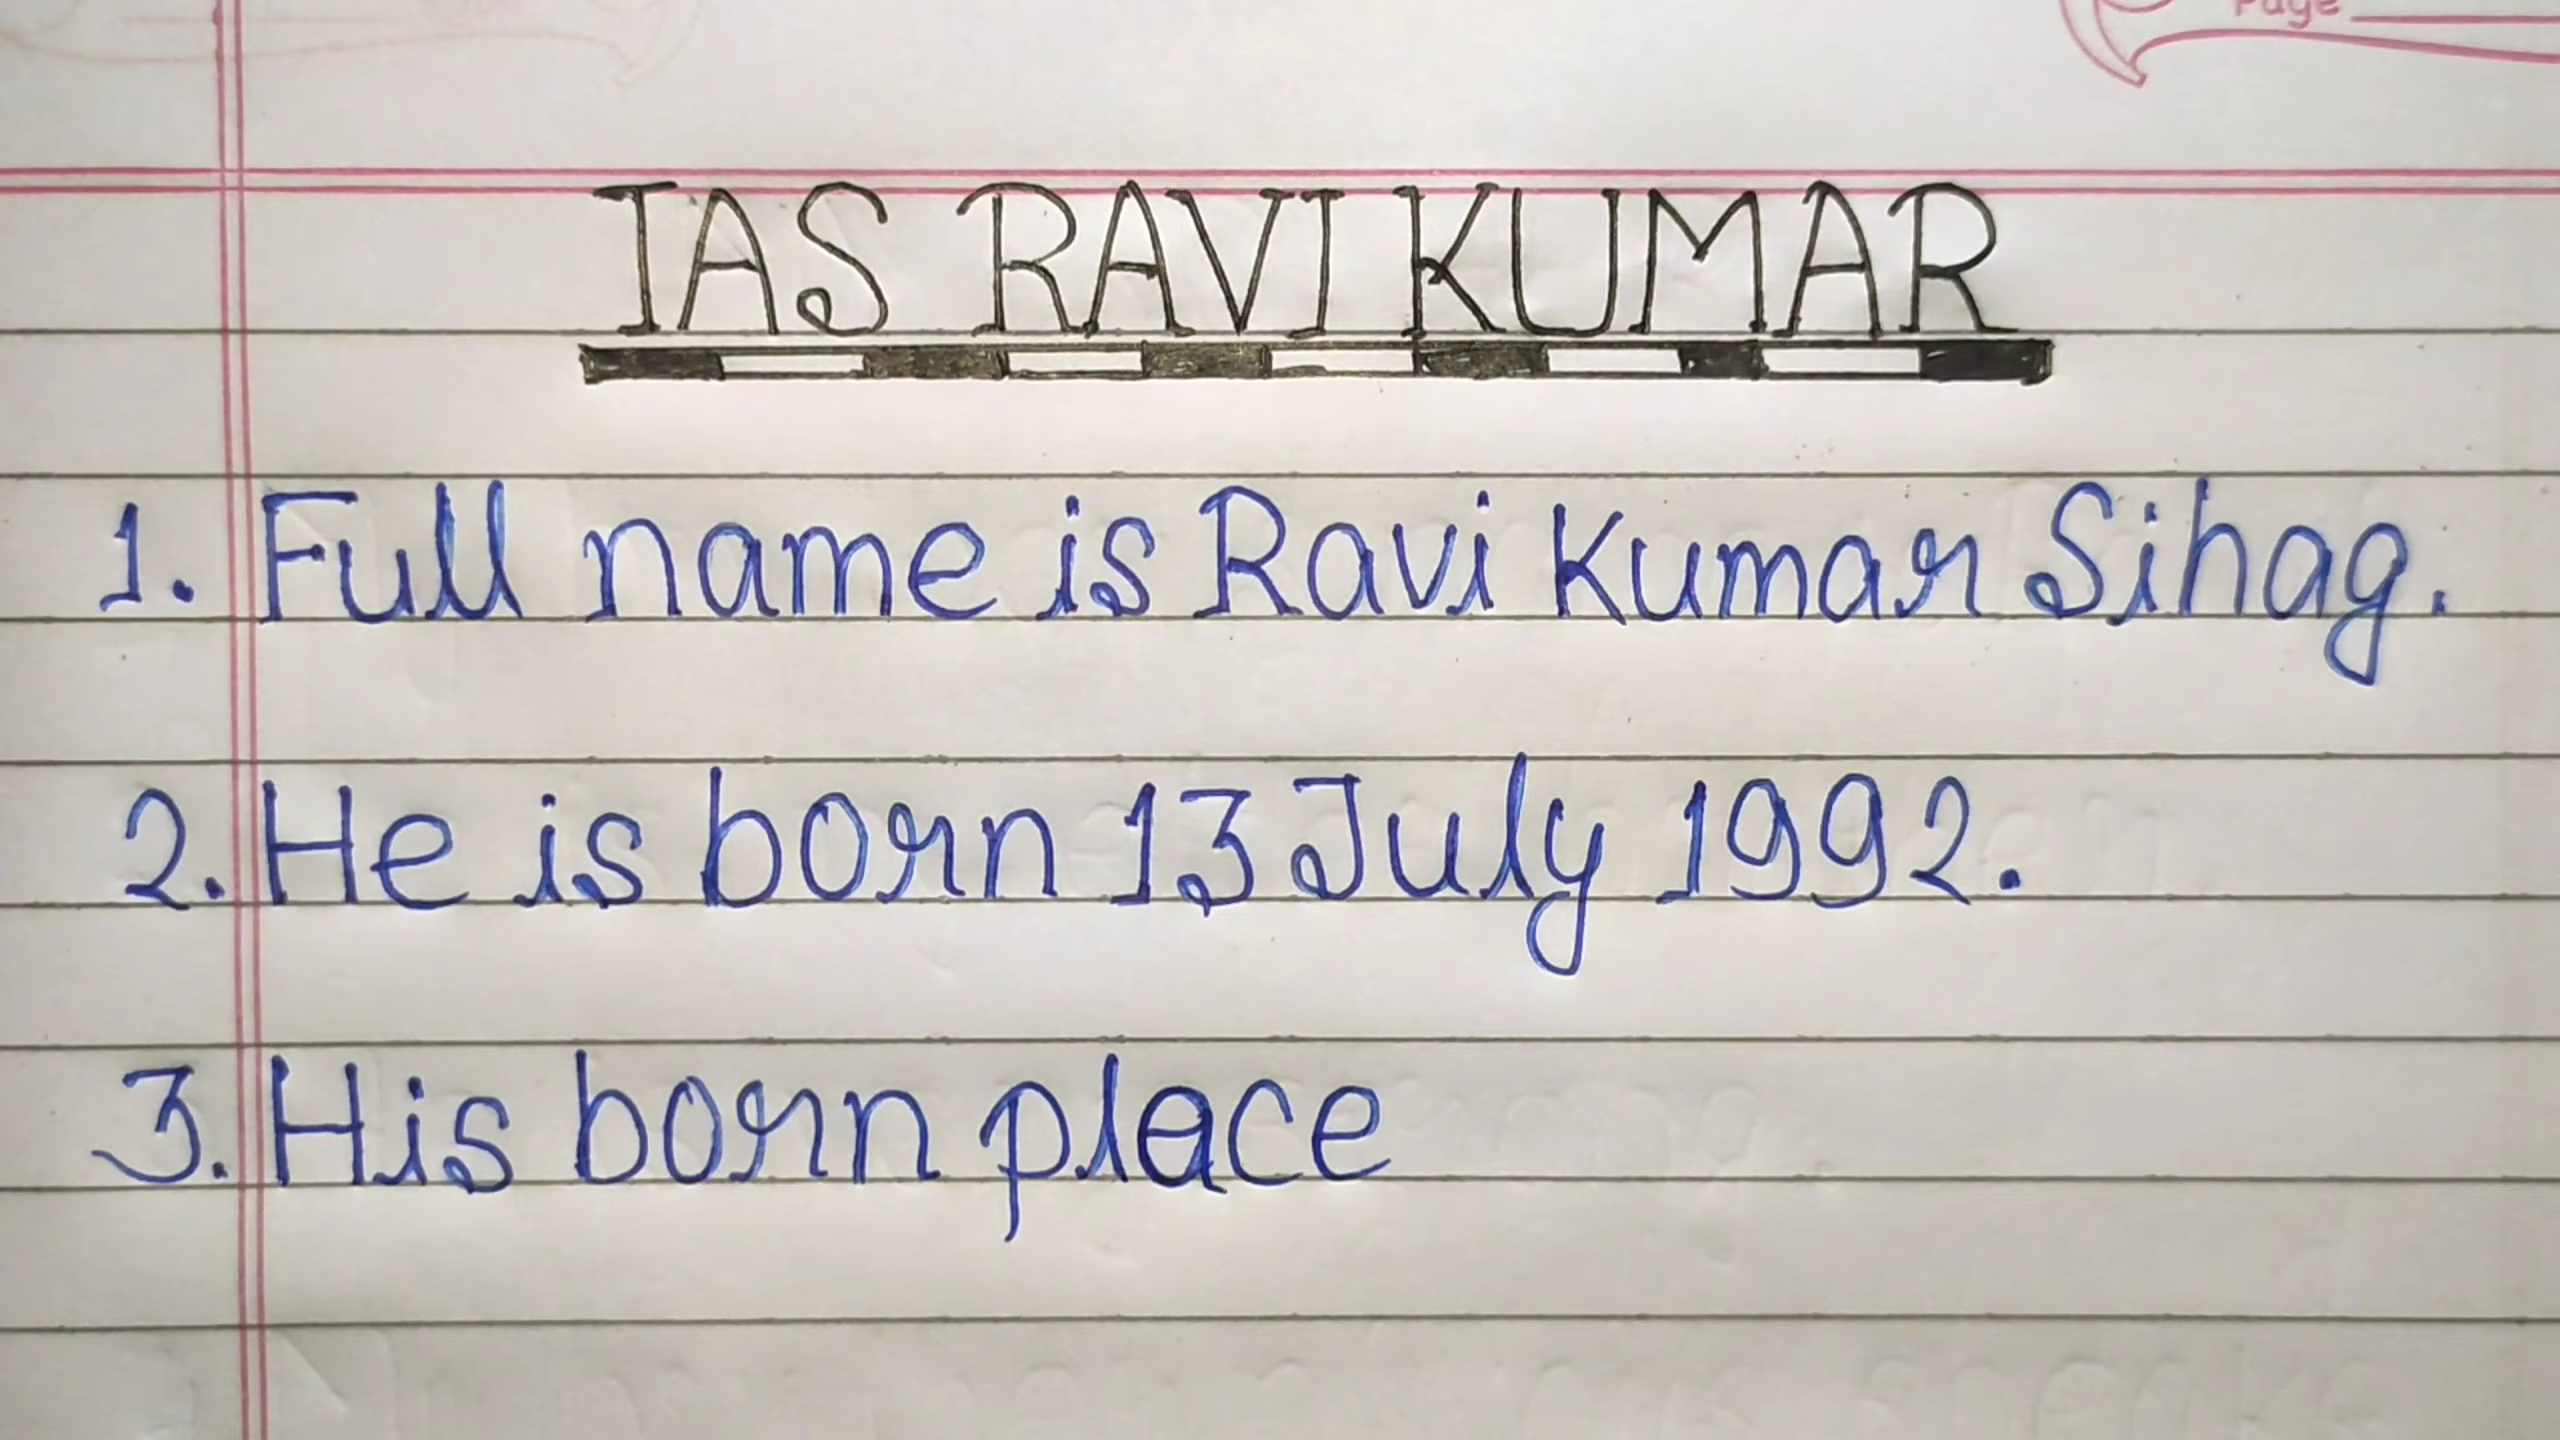 Page
IAS RAVI KUMAR
1. Full name is Ravi Kumar Sihag.
2. He is born 13 July 1992.
3. His born place